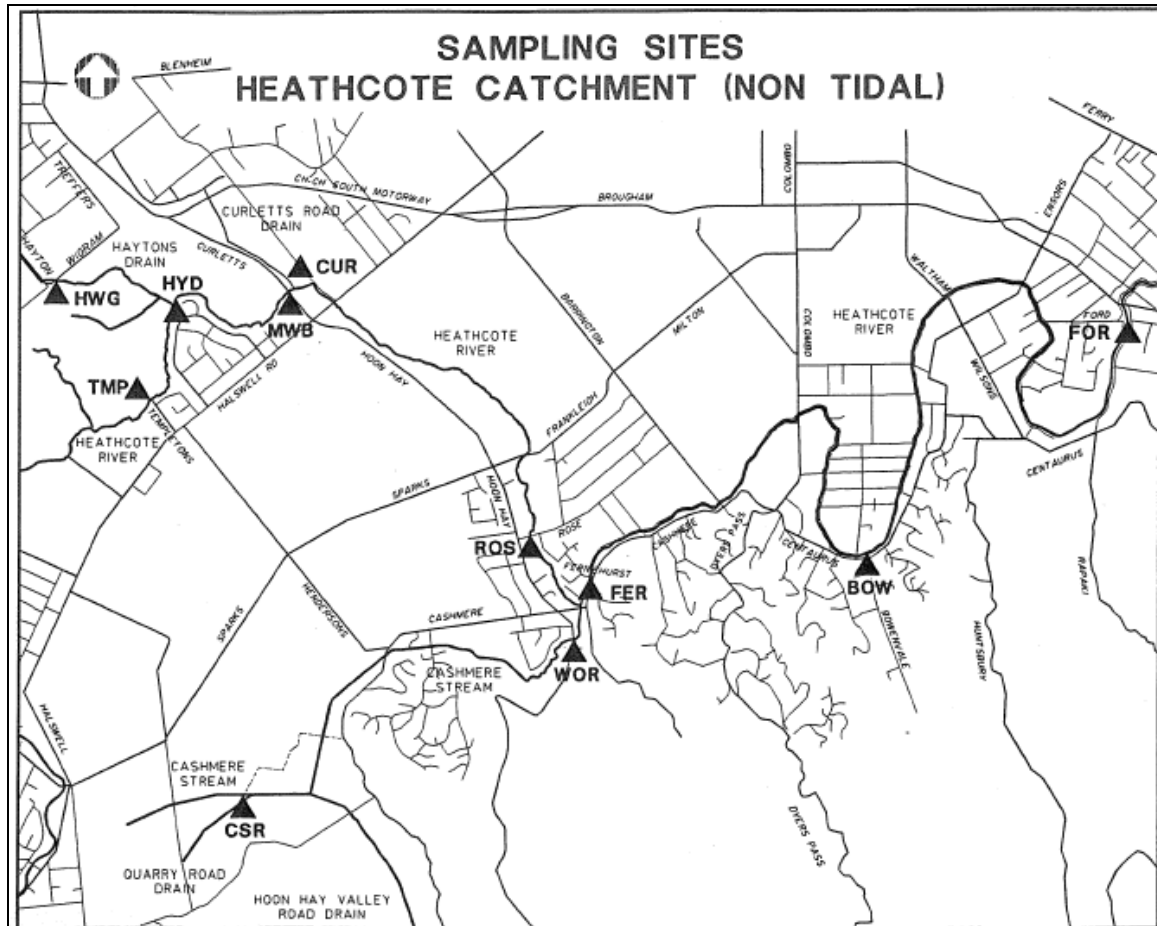 SAMPLING SITES
HEATHCOTE CATCHMENT (NON TIDAL)
BLENHEIM
FERRY
TREFFERS
CH-CH SOUTH MOTORWAY
BROUGHAM
COLOMBO
ENSORS
CURLETTS ROAD
DRAIN
HAYTON
WIGRAM
HAYTONS
DRAIN
CURLETTS
CUR
HWG
HYD
MWB
WALTHAM
HEATHCOTE
RIVER
BARRINGTON
MILTON
COLOMBO
HEATHCOTE
RIVER
FORD
FOR
HOON HAY
HALSWELL RD
WILSONS
TMP
TEMPLETONS
HEATHCOTE
RIVER
FRANKLEIGH
CENTAURUS
SPARKS
HOON HAY
ROSE
ROS
CASHMERE
DYERS PASS
CENTAURUS
FERNIHURST
FER
BOW
RAPAKI
HENDERSONS
SPARKS
CASHMERE
BOWENVALE
HUNTSBURY
WOR
CASHMERE
STREAM
HALSWELL
CASHMERE
STREAM
CSR
DYERS PASS
QUARRY ROAD
DRAIN
HOON HAY VALLEY
ROAD DRAIN